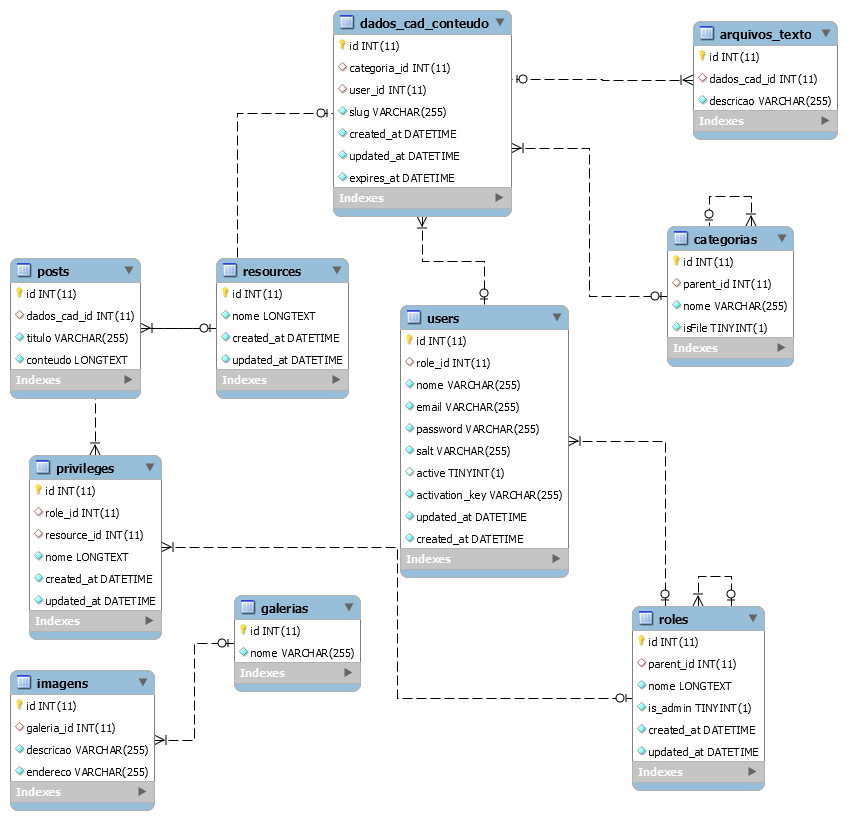 dados_cad_conteudo
id INT(11)
categoria_id INT(11)
user_id INT(11)
slug VARCHAR(255)
created_at DATETIME
updated_at DATETIME
expires_at DATETIME
Indexes
arquivos_texto
id INT(11)
dados_cad_id INT(11)
descricao VARCHAR(255)
Indexes
categorias
id INT(11)
parent_id INT(11)
nome VARCHAR(255)
isFile TINYINT(1)
Indexes
posts
id INT(11)
dados_cad_id INT(11)
titulo VARCHAR(255)
conteudo LONGTEXT
Indexes
resources
id INT(11)
nome LONGTEXT
created_at DATETIME
updated_at DATETIME
Indexes
users
id INT(11)
role_id INT(11)
nome VARCHAR(255)
email VARCHAR(255)
password VARCHAR(255)
salt VARCHAR(255)
active TINYINT(1)
activation_key VARCHAR(255)
updated_at DATETIME
created_at DATETIME
Indexes
privileges
id INT(11)
role_id INT(11)
resource_id INT(11)
nome LONGTEXT
created_at DATETIME
updated_at DATETIME
Indexes
galerias
id INT(11)
nome VARCHAR(255)
Indexes
roles
id INT(11)
parent_id INT(11)
nome LONGTEXT
is_admin TINYINT(1)
created_at DATETIME
updated_at DATETIME
Indexes
imagens
id INT(11)
galeria_id INT(11)
descricao VARCHAR(255)
endereco VARCHAR(255)
Indexes